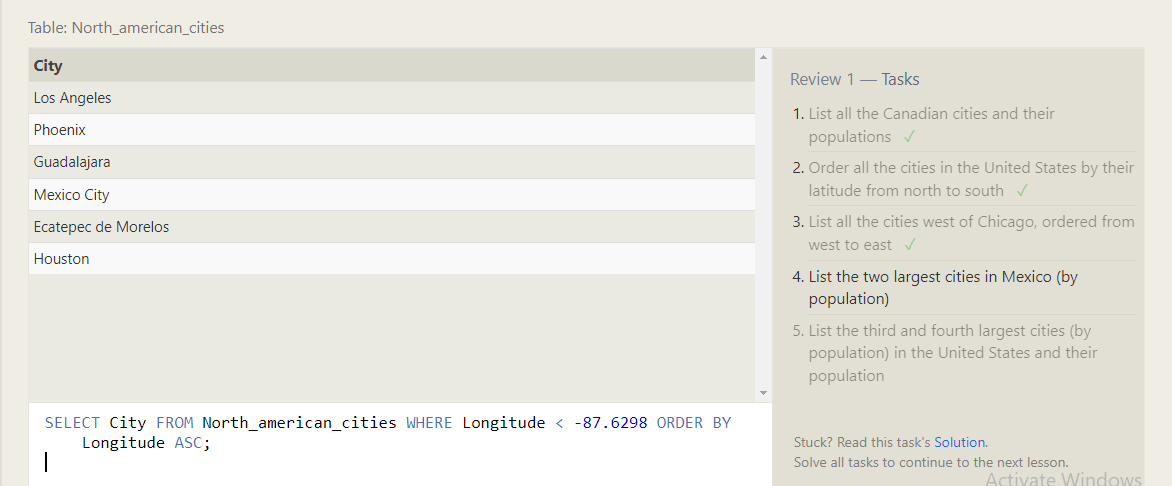 Table: North_american_cities
City
Los Angeles
Phoenix
Guadalajara
Mexico City
Ecatepec de Morelos
Houston
SELECT City FROM North_american_cities WHERE Longitude < -87.6298 ORDER BY
Longitude ASC;
Review 1 — Tasks
1. List all the Canadian cities and their
populations ✓
2. Order all the cities in the United States by their
latitude from north to south ✓
3. List all the cities west of Chicago, ordered from
west to east ✓
4. List the two largest cities in Mexico (by
population)
5. List the third and fourth largest cities (by
population) in the United States and their
population
Stuck? Read this task's Solution.
Solve all tasks to continue to the next lesson.
Activate Windows